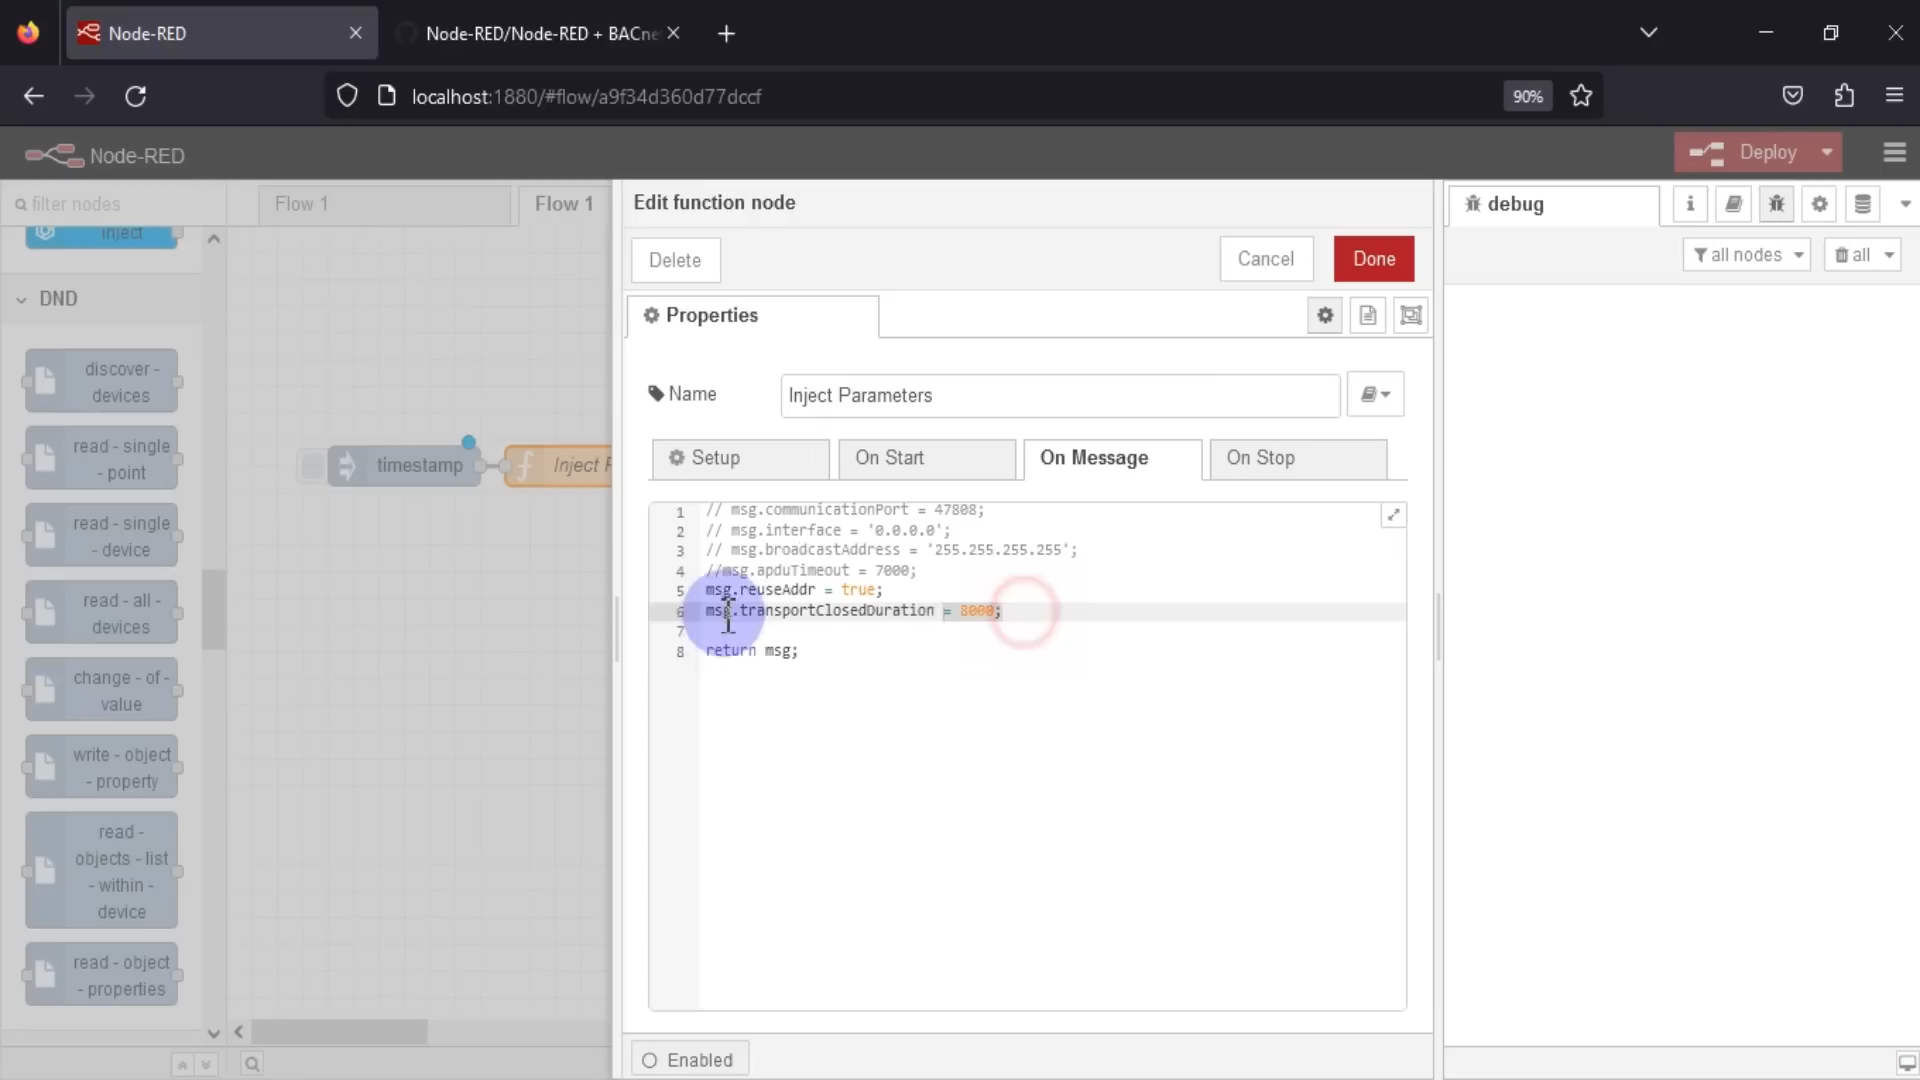 Node-RED
Node-RED/Node-RED + BACne
localhost:1880/#flow/a9f34d360d77dccf
90%
Node-RED
Deploy
filter nodes
Flow 1
Flow 1
Edit function node
debug
inject
Delete
Cancel
Done
all nodes
all
DND
Properties
discover -
devices
Name
Inject Parameters
read - single
- point
timestamp
Inject P
Setup
On Start
On Message
On Stop
read - single
- device
1 // msg.communicationPort = 47808;
2 // msg.interface = '0.0.0.0';
3 // msg.broadcastAddress = '255.255.255.255';
4 //msg.apduTimeout = 7000;
5 msg.reuseAddr = true;
6 msg.transportClosedDuration = 8000;
7
8 return msg;
read - all -
devices
change - of -
value
write - object
- property
read -
objects - list
- within -
device
read - object
- properties
Enabled